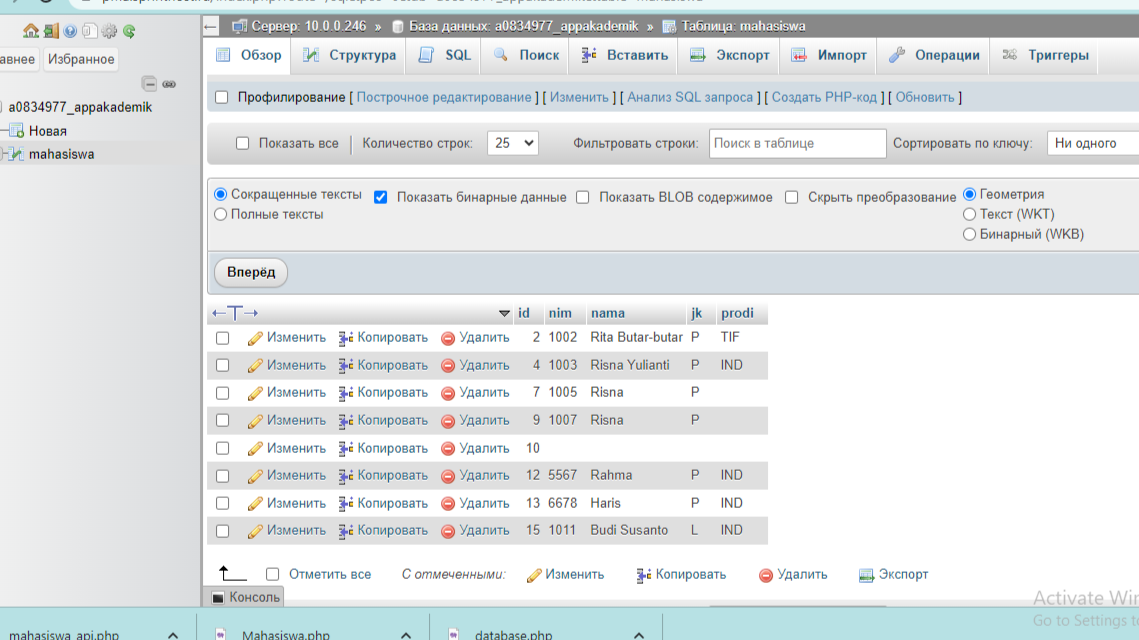 Сервер: 10.0.0.246 » База данных: a0834977_appakademik » Таблица: mahasiswa
Обзор Структура SQL Поиск Вставить Экспорт Импорт Операции Триггеры
Избранное
Профилирование [ Построчное редактирование ] [ Изменить ] [ Анализ SQL запроса ] [ Создать PHP-код ] [ Обновить ]
a0834977_appakademik
Новая
mahasiswa
Показать все Количество строк: 25 Фильтровать строки: Поиск в таблице Сортировать по ключу: Ни одного
Сокращенные тексты Показать бинарные данные Показать BLOB содержимое Скрыть преобразование Геометрия
Полные тексты Текст (WKT)
Бинарный (WKB)
Вперёд
id nim nama jk prodi
Изменить Копировать Удалить 2 1002 Rita Butar-butar P TIF
Изменить Копировать Удалить 4 1003 Risna Yulianti P IND
Изменить Копировать Удалить 7 1005 Risna P
Изменить Копировать Удалить 9 1007 Risna P
Изменить Копировать Удалить 10
Изменить Копировать Удалить 12 5567 Rahma P IND
Изменить Копировать Удалить 13 6678 Haris P IND
Изменить Копировать Удалить 15 1011 Budi Susanto L IND
Отметить все С отмеченными: Изменить Копировать Удалить Экспорт
Консоль
Activate Win
Go to Settings t
mahasiswa_api.php Mahasiswa.php database.php